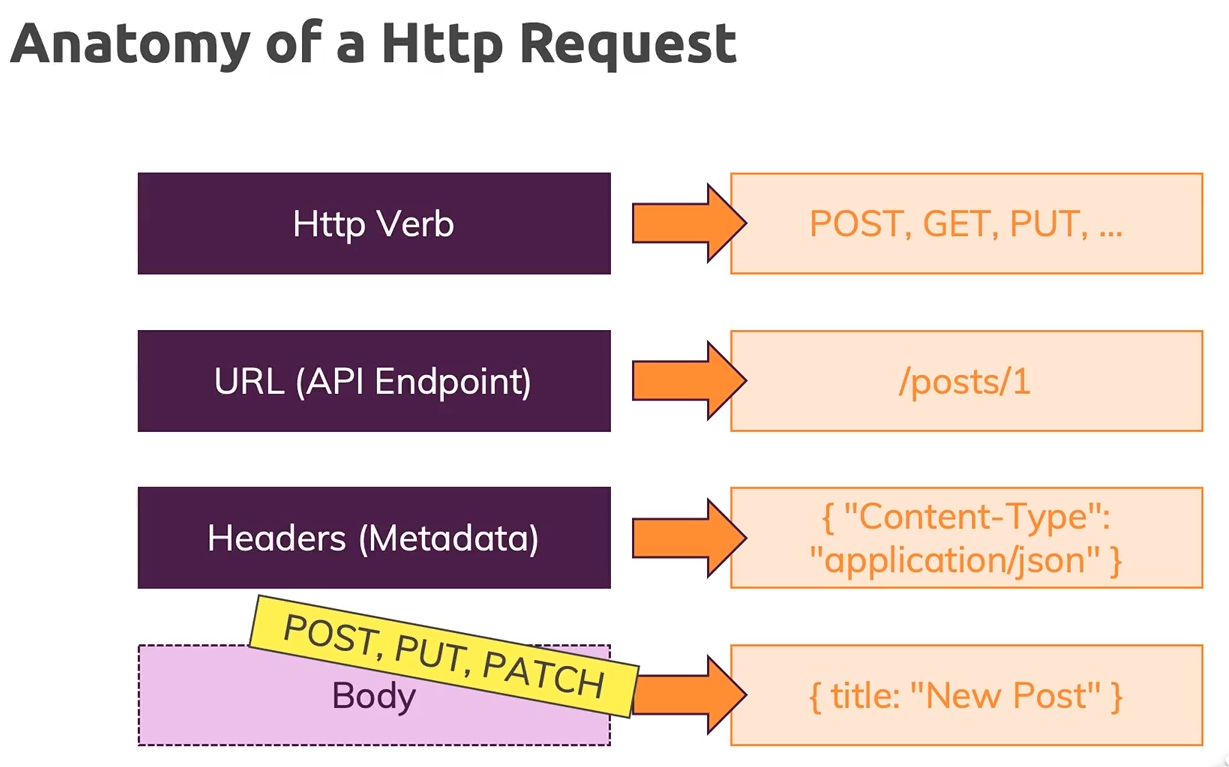 Anatomy of a Http Request
Http Verb
POST, GET, PUT, ...
URL (API Endpoint)
/posts/1
Headers (Metadata)
{ "Content-Type":
"application/json" }
POST, PUT, PATCH
Body
{ title: "New Post" }